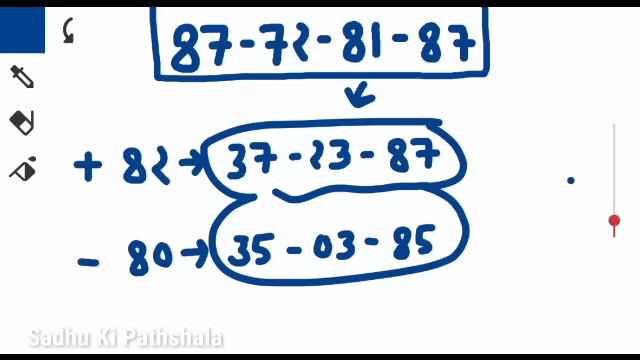 87-72-81-87
+ 82→ 37-23-87
- 80→ 35-03-85
Sadhu Ki Pathshala